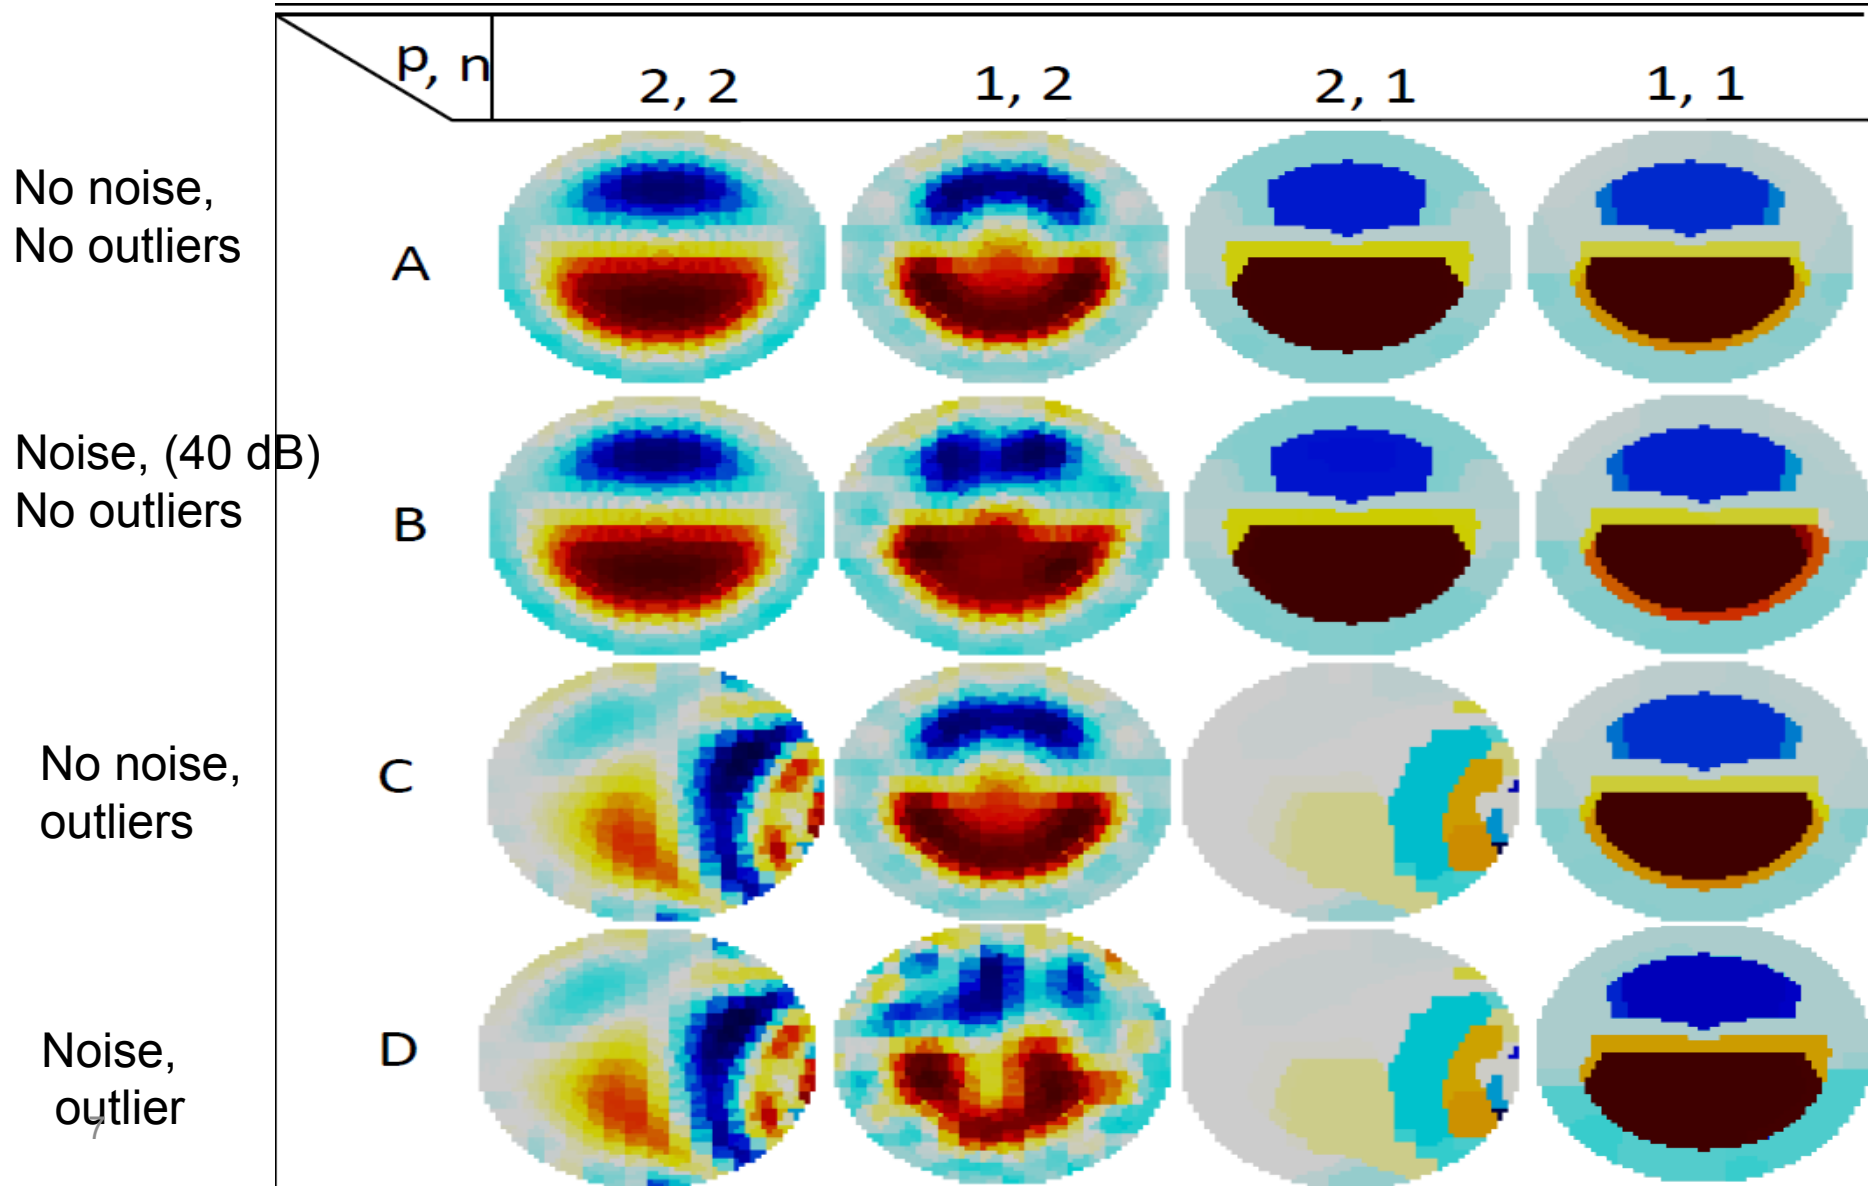 p, n
2, 2
1, 2
2, 1
1, 1
No noise,
No outliers
A
Noise, (40 dB)
No outliers
B
No noise,
outliers
C
Noise,
outlier
D
7